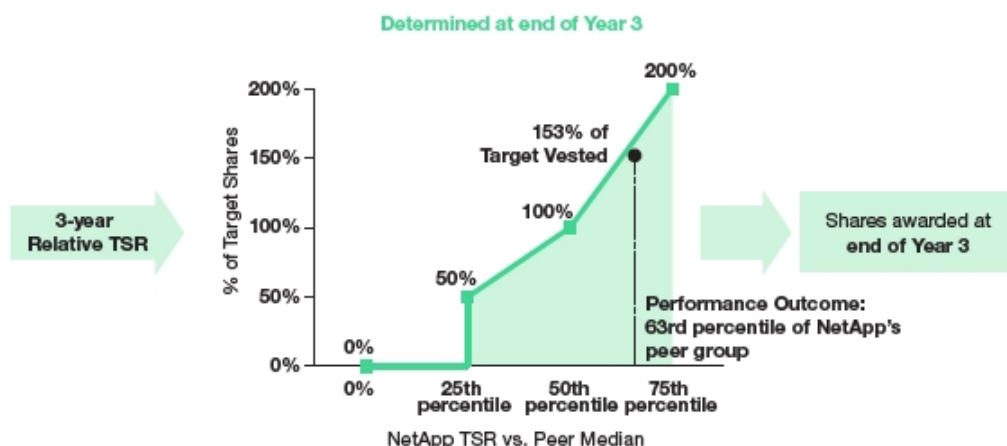 Determined at end of Year 3
200%
200%
153% of
Target Vested
150%
% of Target Shares
3-year
Relative TSR
100%
100%
Shares awarded at
end of Year 3
50%
50%
Performance Outcome:
63rd percentile of NetApp's
peer group
0%
0%
0%
25th
percentile
50th
percentile
75th
percentile
NetApp TSR vs. Peer Median